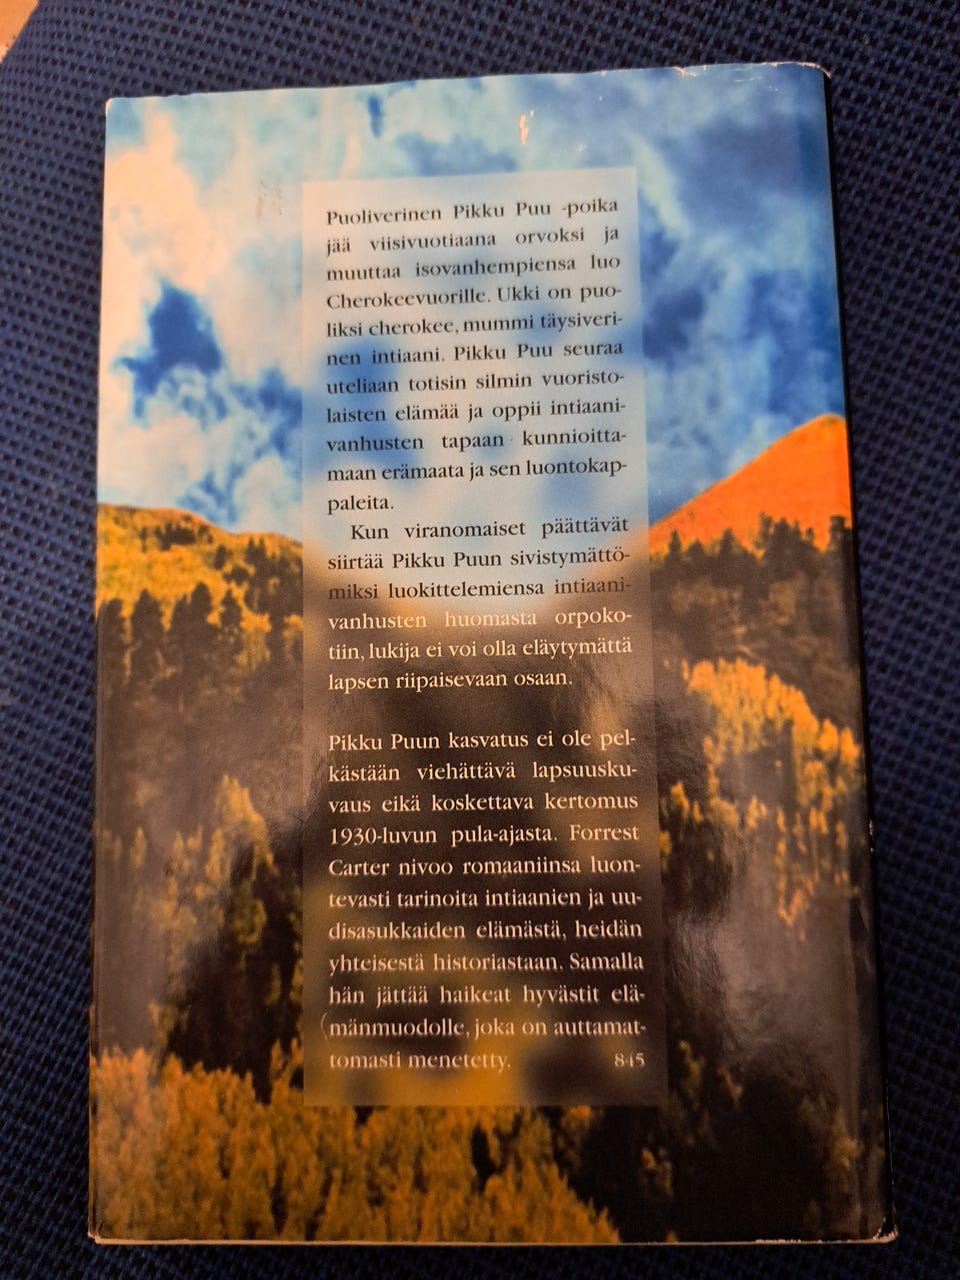 Puoliverinen Pikku Puu -poika
jää viisivuotiaana orvoksi ja
muuttaa isovanhempiensa luo
Cherokeevuorille. Ukki on puo-
liksi cherokee, mummi täysiveri-
nen intiaani. Pikku Puu seuraa
uteliaan totisin silmin vuoristo-
laisten elämää ja oppii intiaani-
vanhusten tapaan kunnioitta-
maan erämaata ja sen luontokap-
paleita.
Kun viranomaiset päättävät
siirtää Pikku Puun sivistymättö-
miksi luokittelemiensa intiaani-
vanhusten huomasta orpoko-
tiin, lukija ei voi olla eläytymättä
lapsen riipaisevaan osaan.
Pikku Puun kasvatus ei ole pel-
kästään viehättävä lapsuusku-
vaus eikä koskettava kertomus
1930-luvun pula-ajasta. Forrest
Carter nivoo romaaniinsa luon-
tevasti tarinoita intiaanien ja uu-
disasukkaiden elämästä, heidän
yhteisestä historiastaan. Samalla
hän jättää haikeat hyvästit elä-
mänmuodolle, joka on auttamat-
tomasti menetetty. 845